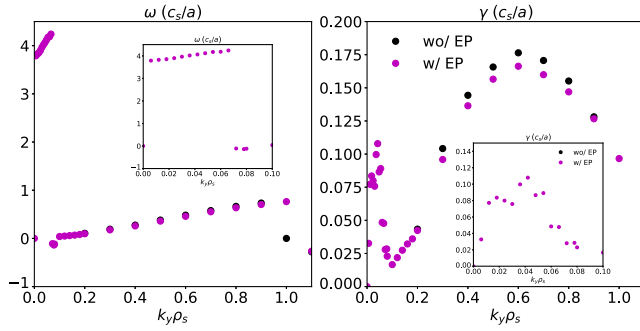 ω (c_s/a)
4
3
2
1
0
−1
0.0 0.2 0.4 0.6 0.8 1.0
k_yρ_s
ω (c_s/a)
4
3
2
1
0
−1
0.00 0.02 0.04 0.06 0.08 0.10
k_yρ_s
γ (c_s/a)
0.200
0.175
0.150
0.125
0.100
0.075
0.050
0.025
0.000
0.0 0.2 0.4 0.6 0.8 1.0
k_yρ_s
wo/ EP
w/ EP
γ (c_s/a)
0.14
0.12
0.10
0.08
0.06
0.04
0.02
0.00
0.00 0.02 0.04 0.06 0.08 0.10
k_yρ_s
wo/ EP
w/ EP